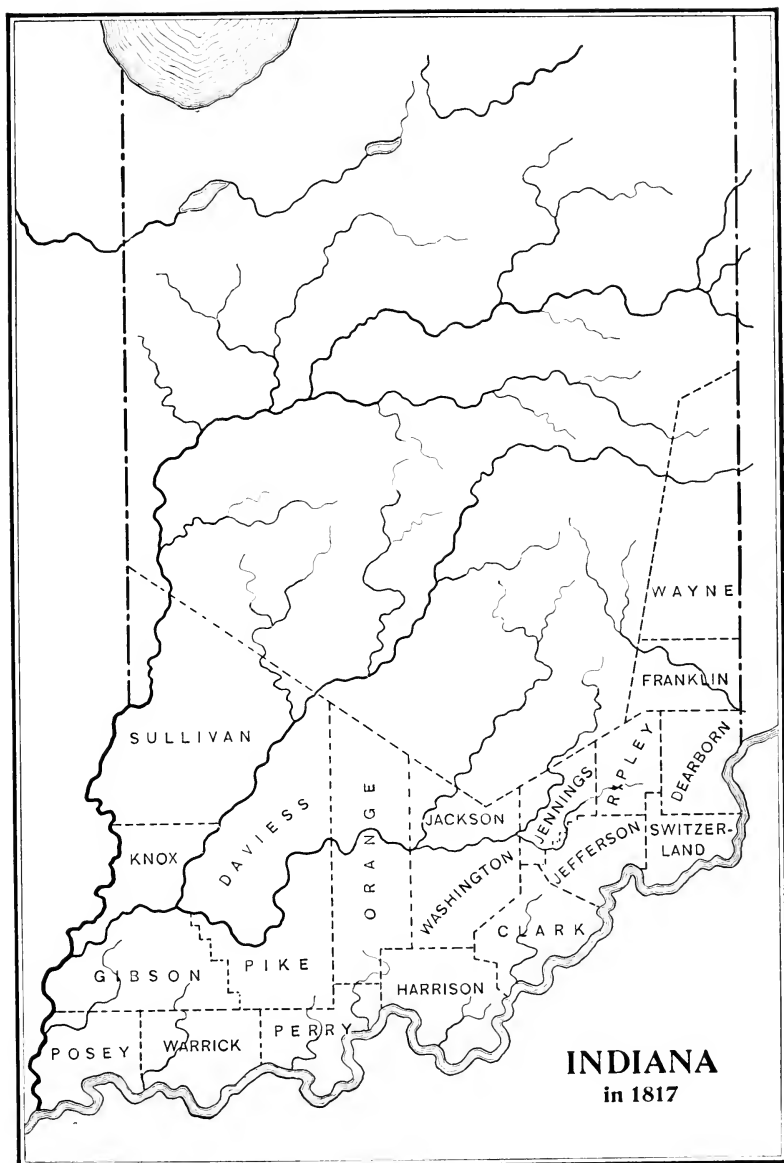 WAYNE
FRANKLIN
SULLIVAN
DAVIESS
ORANGE
JACKSON
JENNINGS
RIPLEY
DEARBORN
KNOX
WASHINGTON
JEFFERSON
SWITZER-
LAND
CLARK
GIBSON
PIKE
HARRISON
POSEY
WARRICK
PERRY
INDIANA
in 1817